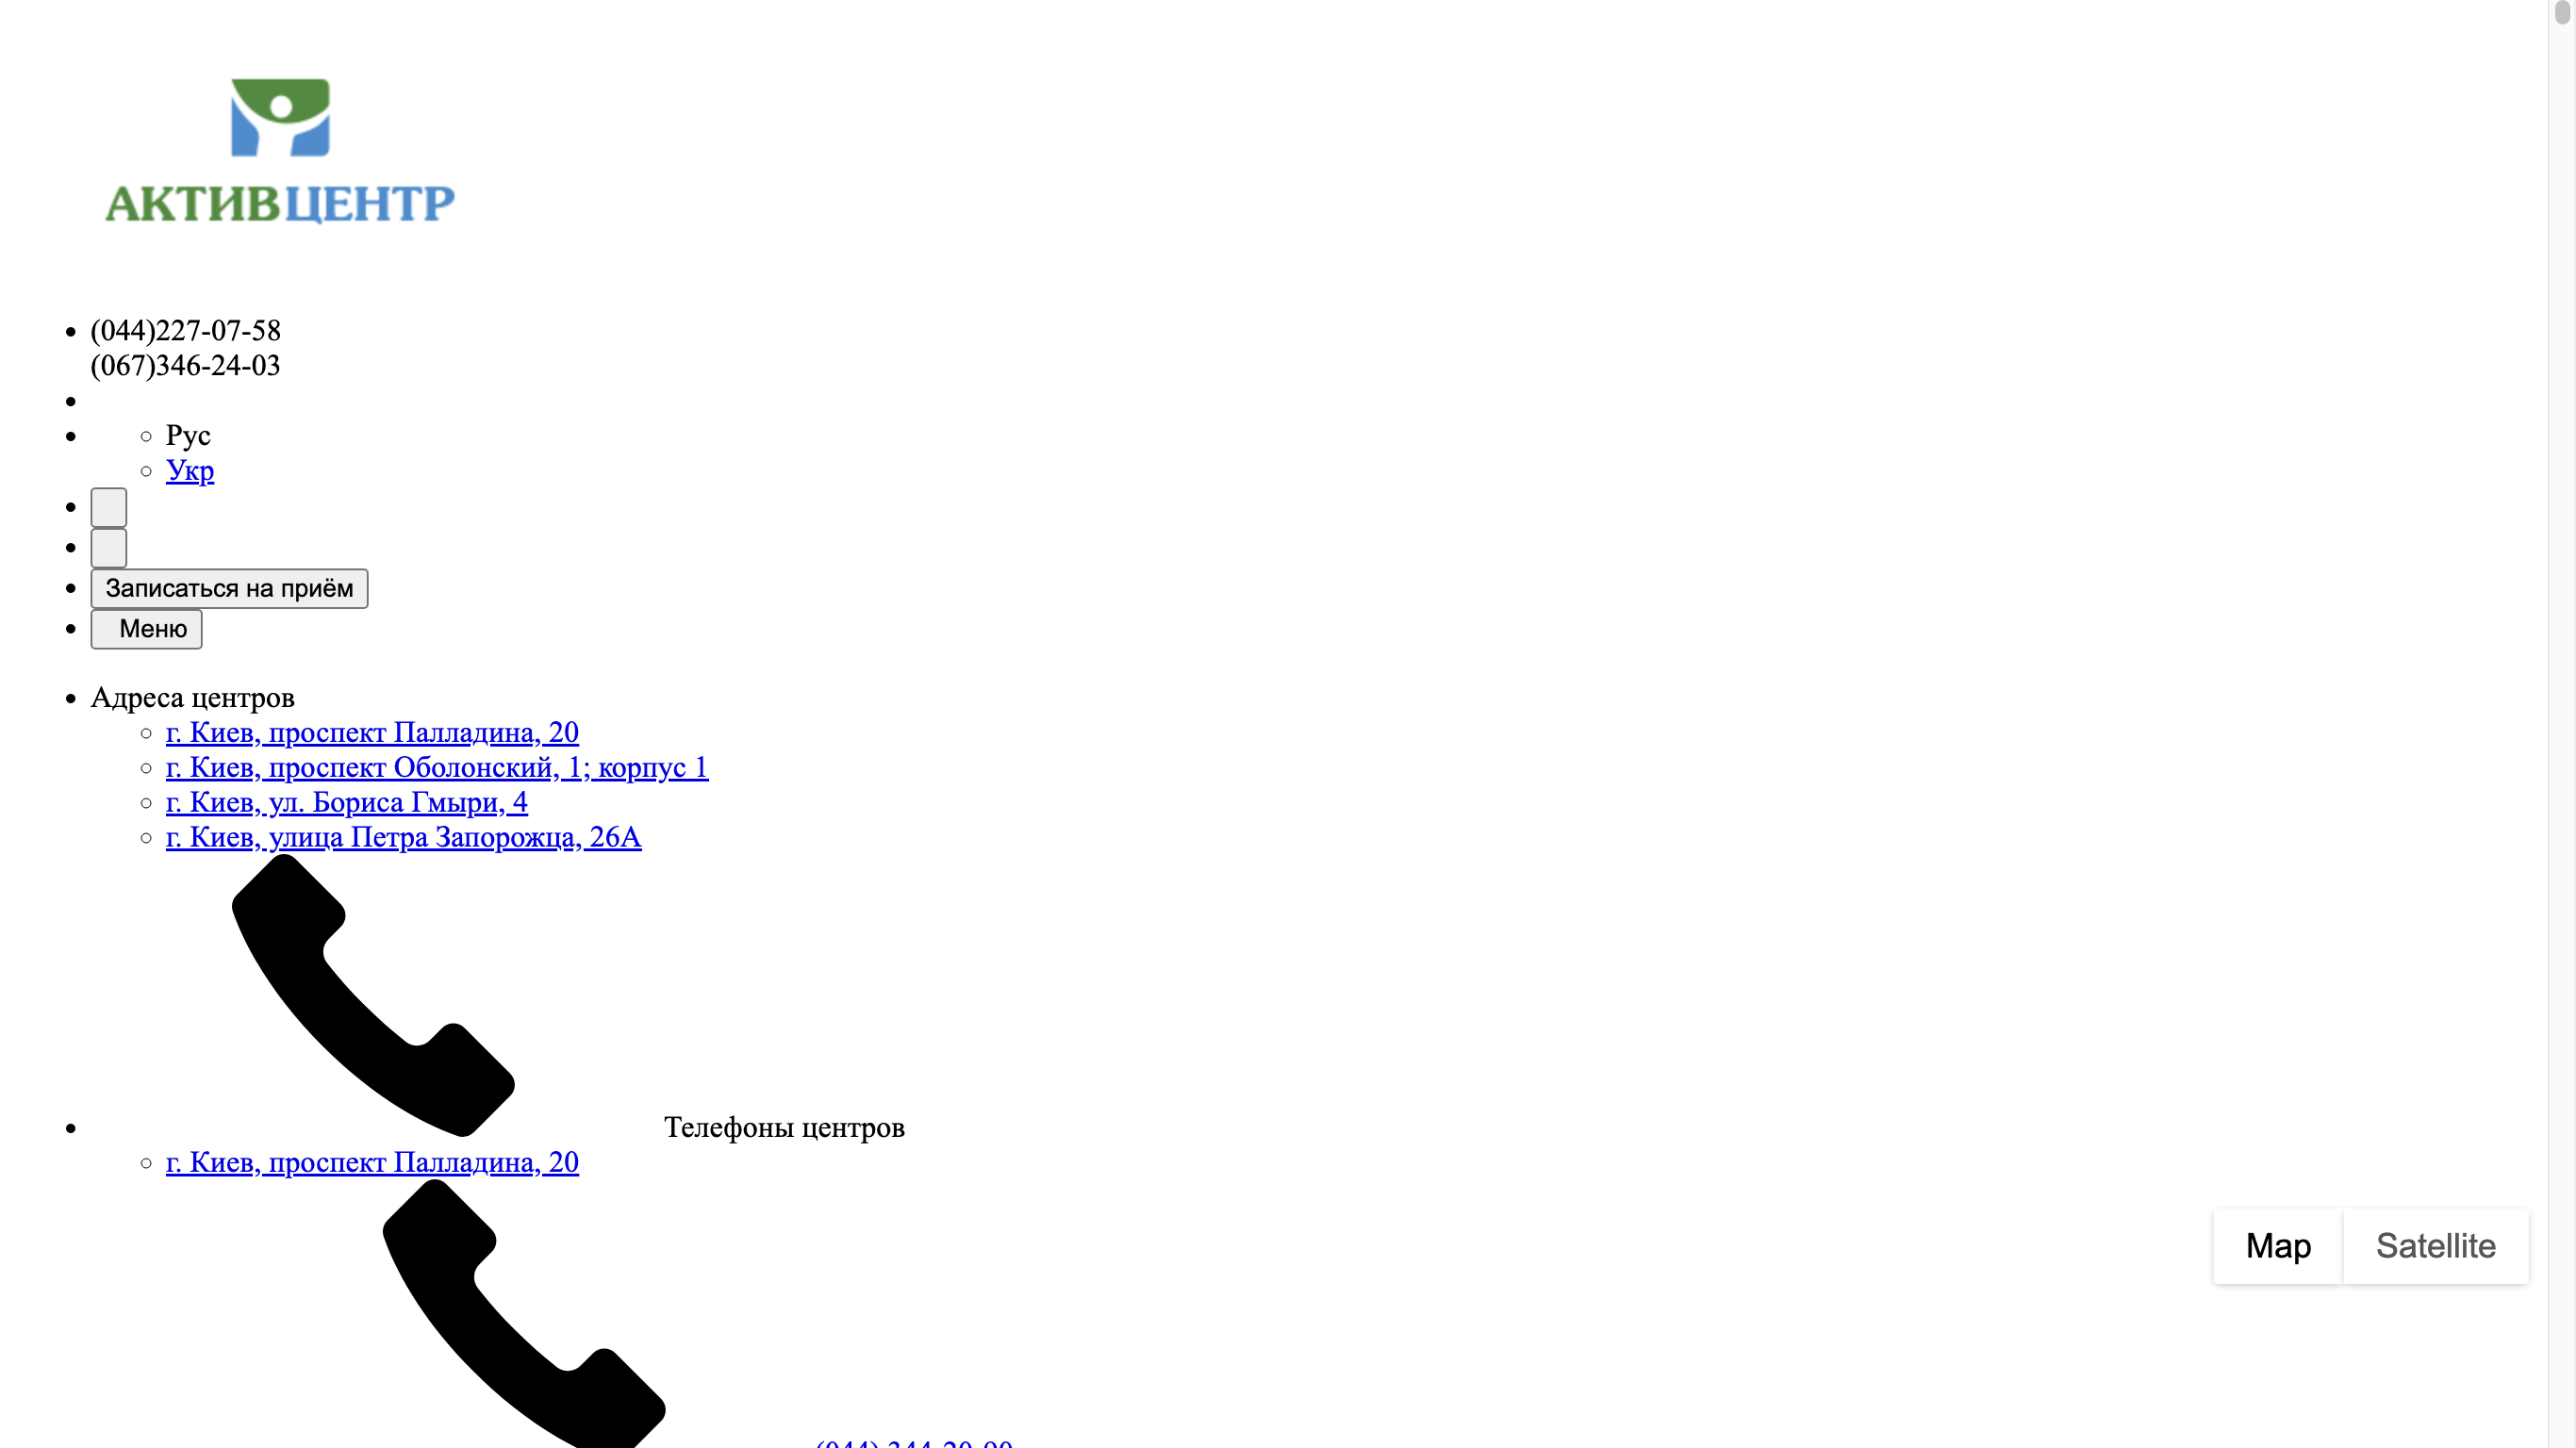 АКТИВЦЕНТР
(044)227-07-58
(067)346-24-03
Рус
Укр
Записаться на приём
Меню
Адреса центров
г. Киев, проспект Палладина, 20
г. Киев, проспект Оболонский, 1; корпус 1
г. Киев, ул. Бориса Гмыри, 4
г. Киев, улица Петра Запорожца, 26А
Телефоны центров
г. Киев, проспект Палладина, 20
Map Satellite